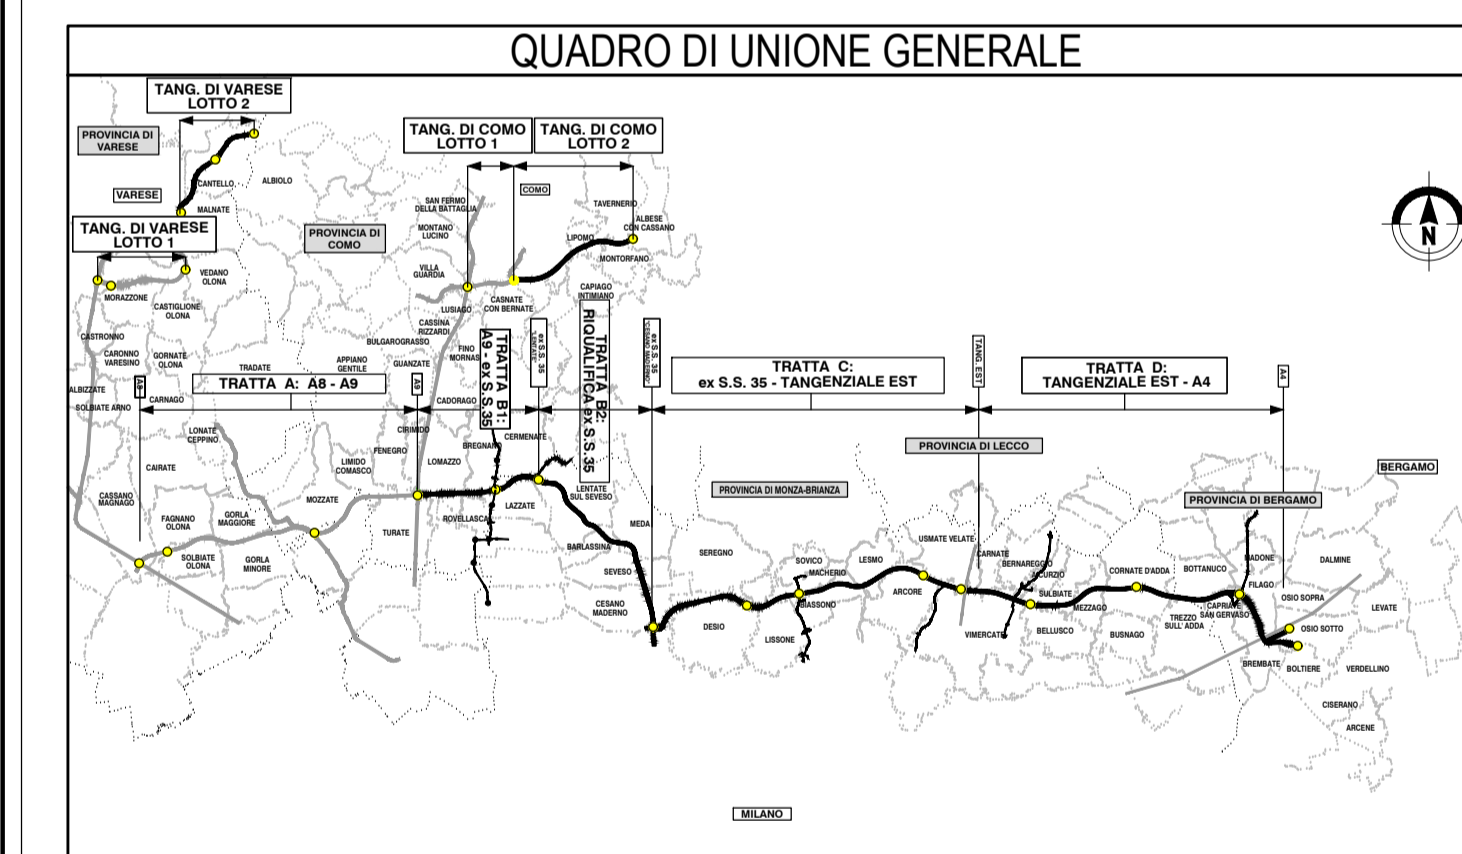 QUADRO DI UNIONE GENERALE
TANG. DI VARESE
LOTTO 2
PROVINCIA DI
VARESE
VARESE
CANTELLO
ALBIOLO
MALNATE
TANG. DI VARESE
LOTTO 1
PROVINCIA DI
COMO
TANG. DI COMO
LOTTO 1
TANG. DI COMO
LOTTO 2
COMO
SAN FERMO
DELLA BATTAGLIA
TAVERNERIO
ALBESE
CON CASSANO
MONTANO
LUCINO
LIPOMO
MONTORFANO
VILLA
GUARDIA
CAPIAGO
INTIMIANO
N
VEDANO
OLONA
MORAZZONE
CASTIGLIONE
OLONA
LUSIAGO
CASNATE
CON BERNATE
CASSINA
RIZZARDI
BULGAROGRASSO
CASTRONNO
CARONNO
VARESINO
GORNATE
OLONA
TRADATE
APPIANO
GENTILE
GUANZATE
FINO
MORNAS
TRATTA B1:
A9 - ex S.S.35
ex S.S. 35
"LENTATE"
TRATTA B2:
RIQUALIFICA ex S.S.35
ex S.S. 35
"CESANO MADERNO"
TRATTA C:
ex S.S. 35 - TANGENZIALE EST
TANG. EST
TRATTA D:
TANGENZIALE EST - A4
A4
ALBIZZATE
A8
TRATTA A: A8 - A9
A9
CARNAGO
SOLBIATE ARNO
CADORAGO
LONATE
CEPPINO
CIRIMIDO
FENEGRO
BREGNANO
CERMENATE
PROVINCIA DI LECCO
CAIRATE
LIMIDO
COMASCO
LOMAZZO
BERGAMO
CASSANO
MAGNAGO
MOZZATE
LENTATE
SUL SEVESO
PROVINCIA DI MONZA-BRIANZA
PROVINCIA DI BERGAMO
FAGNANO
OLONA
GORLA
MAGGIORE
TURATE
ROVELLASCA
LAZZATE
MEDA
SOLBIATE
OLONA
GORLA
MINORE
BARLASSINA
SEVESO
SEREGNO
SOVICO
MACHERIO
LESMO
USMATE VELATE
CARNATE
BERNAREGGIO
CORNATE D'ADDA
BOTTANUCO
MADONE
DALMINE
FILAGO
CESANO
MADERNO
BIASSONO
ARCORE
SULBIATE
MEZZAGO
CAPRIATE
SAN GERVASO
OSIO SOPRA
LEVATE
DESIO
LISSONE
VIMERCATE
BELLUSCO
BUSNAGO
TREZZO
SULL' ADDA
OSIO SOTTO
BREMBATE
BOLTIERE
VERDELLINO
CISERANO
ARCENE
MILANO